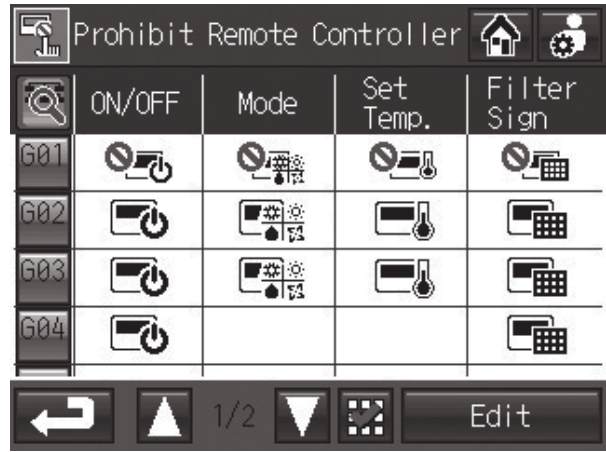 Prohibit Remote Controller
ON/OFF Mode Set Temp. Filter Sign
G01
G02
G03
G04
1/2 Edit